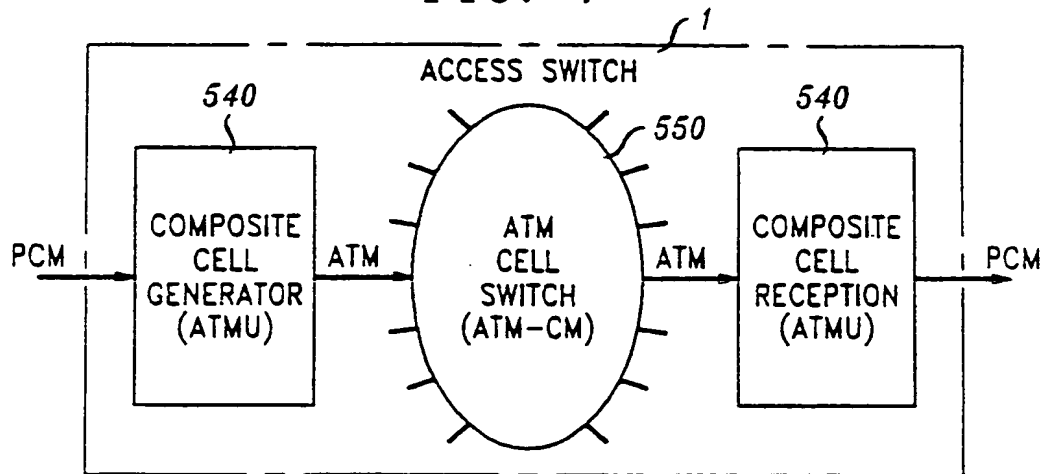 1
ACCESS SWITCH
540
550
540
PCM
COMPOSITE
CELL
GENERATOR
(ATMU)
ATM
ATM
CELL
SWITCH
(ATM-CM)
ATM
COMPOSITE
CELL
RECEPTION
(ATMU)
PCM